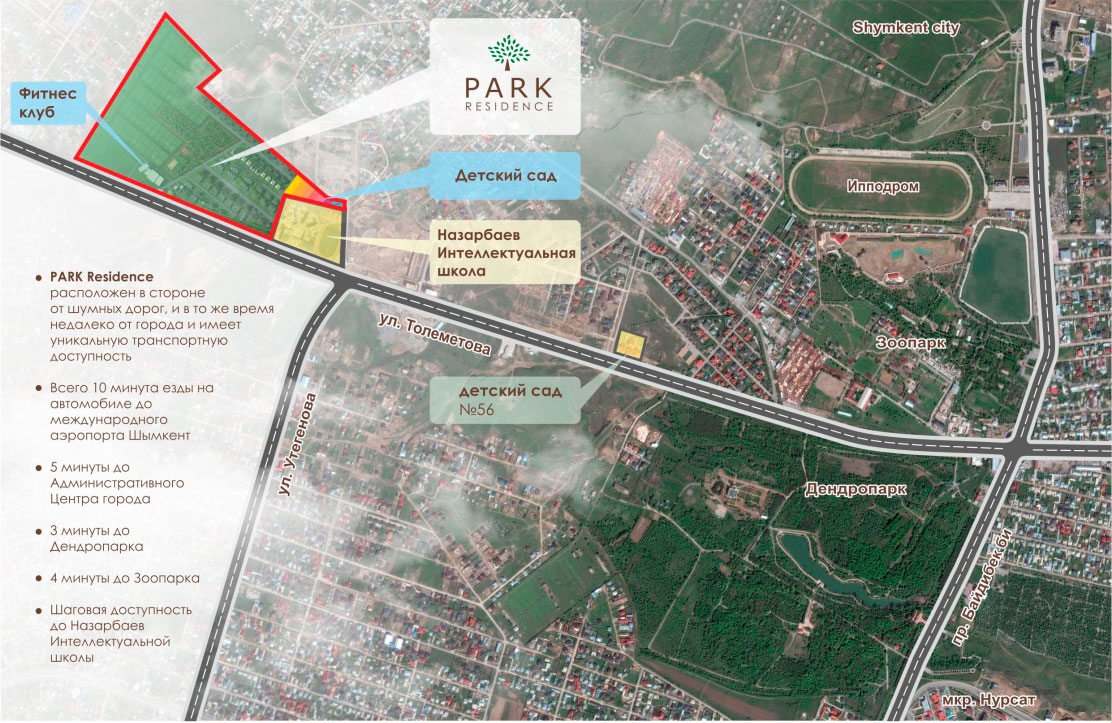 Shymkent city
PARK
RESIDENCE
Фитнес
клуб
Детский сад
Ипподром
Назарбаев
Интеллектуальная
школа
• PARK Residence
расположен в стороне
от шумных дорог, и в то же время
недалеко от города и имеет
уникальную транспортную
доступность
ул. Толеметова
Зоопарк
• Всего 10 минута езды на
автомобиле до
международного
аэропорта Шымкент
детский сад
№56
ул. Утегенова
• 5 минуты до
Административного
Центра города
Дендропарк
• 3 минуты до
Дендропарка
• 4 минуты до Зоопарка
пр. Байдибек би
• Шаговая доступность
до Назарбаев
Интеллектуальной
школы
мкр. Нурсат